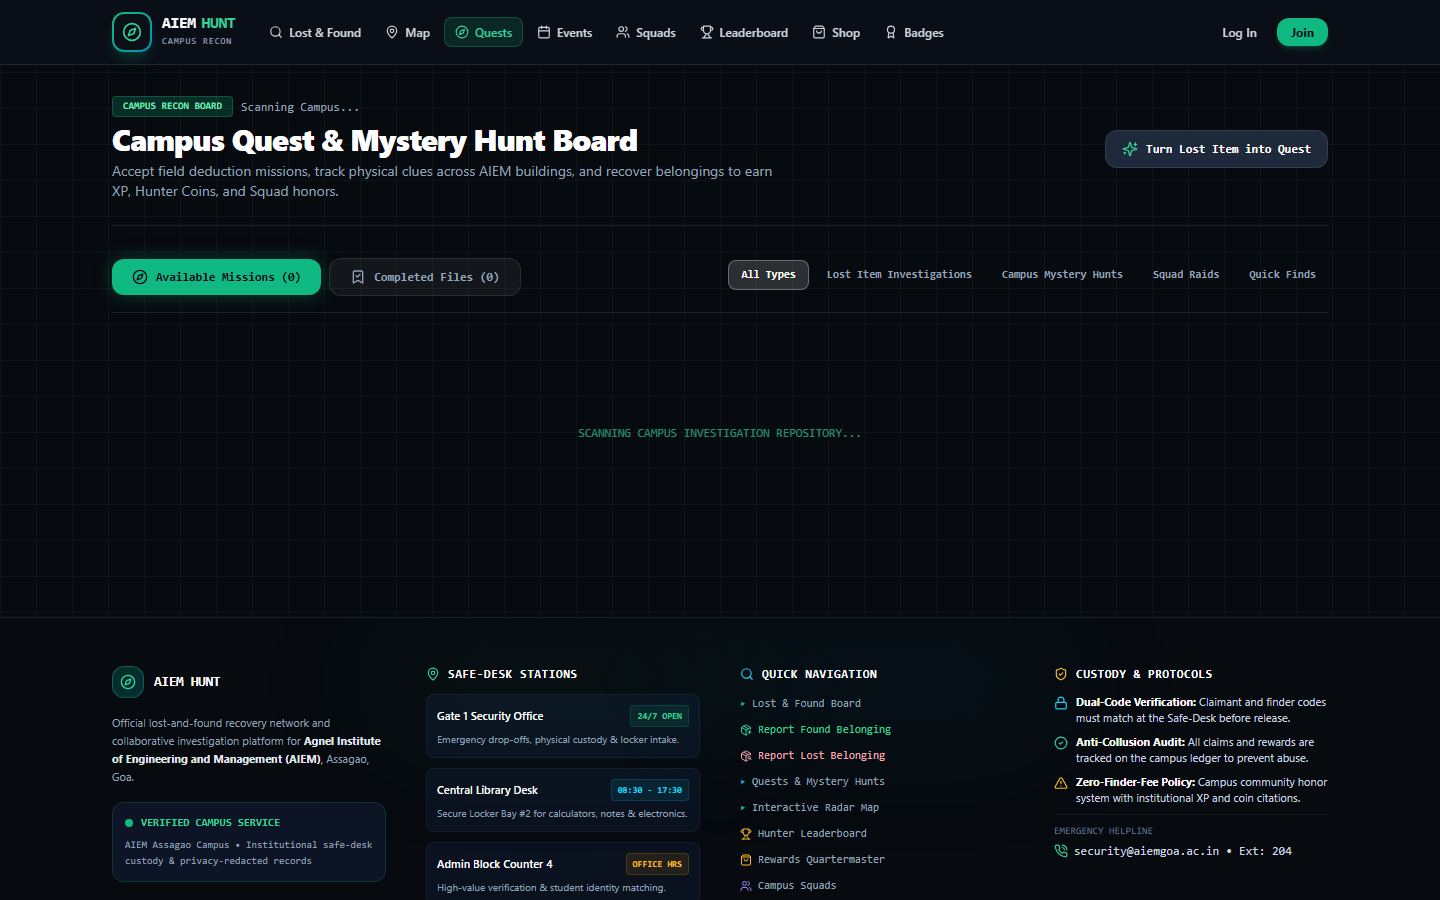 AIEM HUNT
CAMPUS RECON
Lost & Found
Map
Quests
Events
Squads
Leaderboard
Shop
Badges
Log In
Join
CAMPUS RECON BOARD
Scanning Campus...
Campus Quest & Mystery Hunt Board
Accept field deduction missions, track physical clues across AIEM buildings, and recover belongings to earn
XP, Hunter Coins, and Squad honors.
Turn Lost Item into Quest
Available Missions (0)
Completed Files (0)
All Types
Lost Item Investigations
Campus Mystery Hunts
Squad Raids
Quick Finds
SCANNING CAMPUS INVESTIGATION REPOSITORY...
AIEM HUNT
Official lost-and-found recovery network and
collaborative investigation platform for Agnel Institute
of Engineering and Management (AIEM), Assagao,
Goa.
VERIFIED CAMPUS SERVICE
AIEM Assagao Campus • Institutional safe-desk
custody & privacy-redacted records
SAFE-DESK STATIONS
Gate 1 Security Office
24/7 OPEN
Emergency drop-offs, physical custody & locker intake.
Central Library Desk
08:30 - 17:30
Secure Locker Bay #2 for calculators, notes & electronics.
Admin Block Counter 4
OFFICE HRS
High-value verification & student identity matching.
QUICK NAVIGATION
Lost & Found Board
Report Found Belonging
Report Lost Belonging
Quests & Mystery Hunts
Interactive Radar Map
Hunter Leaderboard
Rewards Quartermaster
Campus Squads
CUSTODY & PROTOCOLS
Dual-Code Verification: Claimant and finder codes
must match at the Safe-Desk before release.
Anti-Collusion Audit: All claims and rewards are
tracked on the campus ledger to prevent abuse.
Zero-Finder-Fee Policy: Campus community honor
system with institutional XP and coin citations.
EMERGENCY HELPLINE
security@aiemgoa.ac.in • Ext: 204